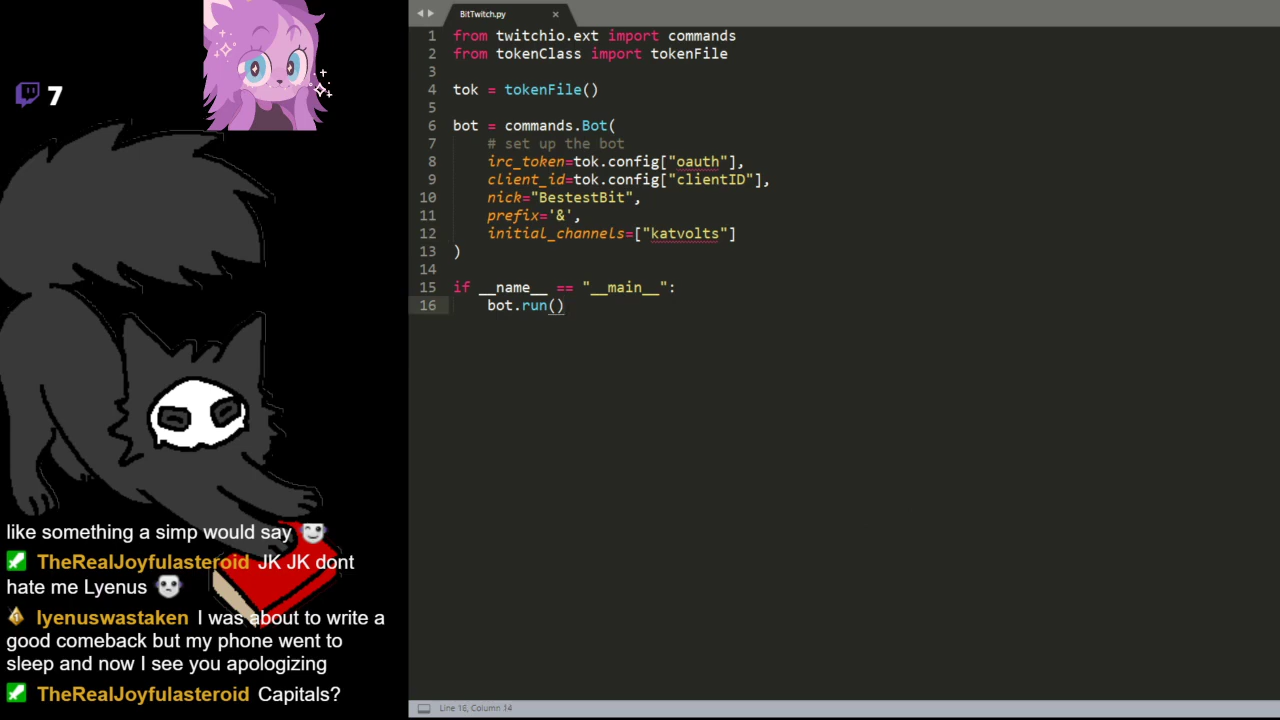 7
like something a simp would say
TheRealJoyfulasteroid JK JK dont
hate me Lyenus
lyenuswastaken I was about to write a
good comeback but my phone went to
sleep and now I see you apologizing
TheRealJoyfulasteroid Capitals?
BitTwitch.py
1 from twitchio.ext import commands
2 from tokenClass import tokenFile
3
4 tok = tokenFile()
5
6 bot = commands.Bot(
7     # set up the bot
8     irc_token=tok.config["oauth"],
9     client_id=tok.config["clientID"],
10     nick="BestestBit",
11     prefix='&',
12     initial_channels=["katvolts"]
13 )
14
15 if __name__ == "__main__":
16     bot.run()
Line 16, Column 14